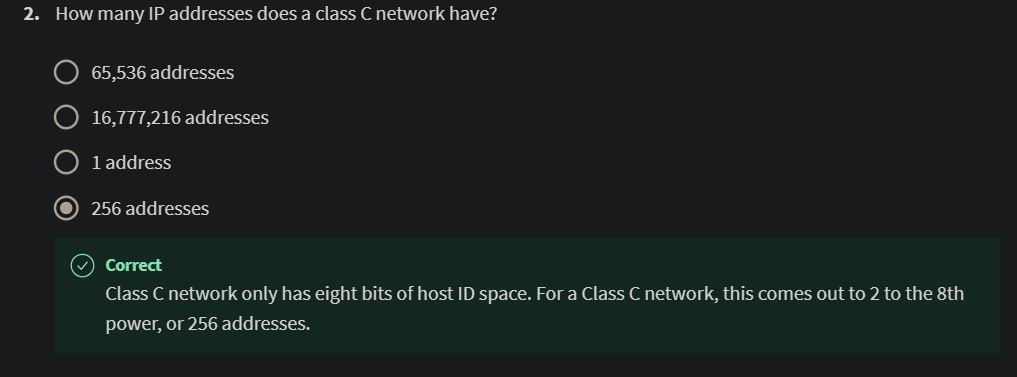 2. How many IP addresses does a class C network have?
65,536 addresses
16,777,216 addresses
1 address
256 addresses
Correct
Class C network only has eight bits of host ID space. For a Class C network, this comes out to 2 to the 8th
power, or 256 addresses.